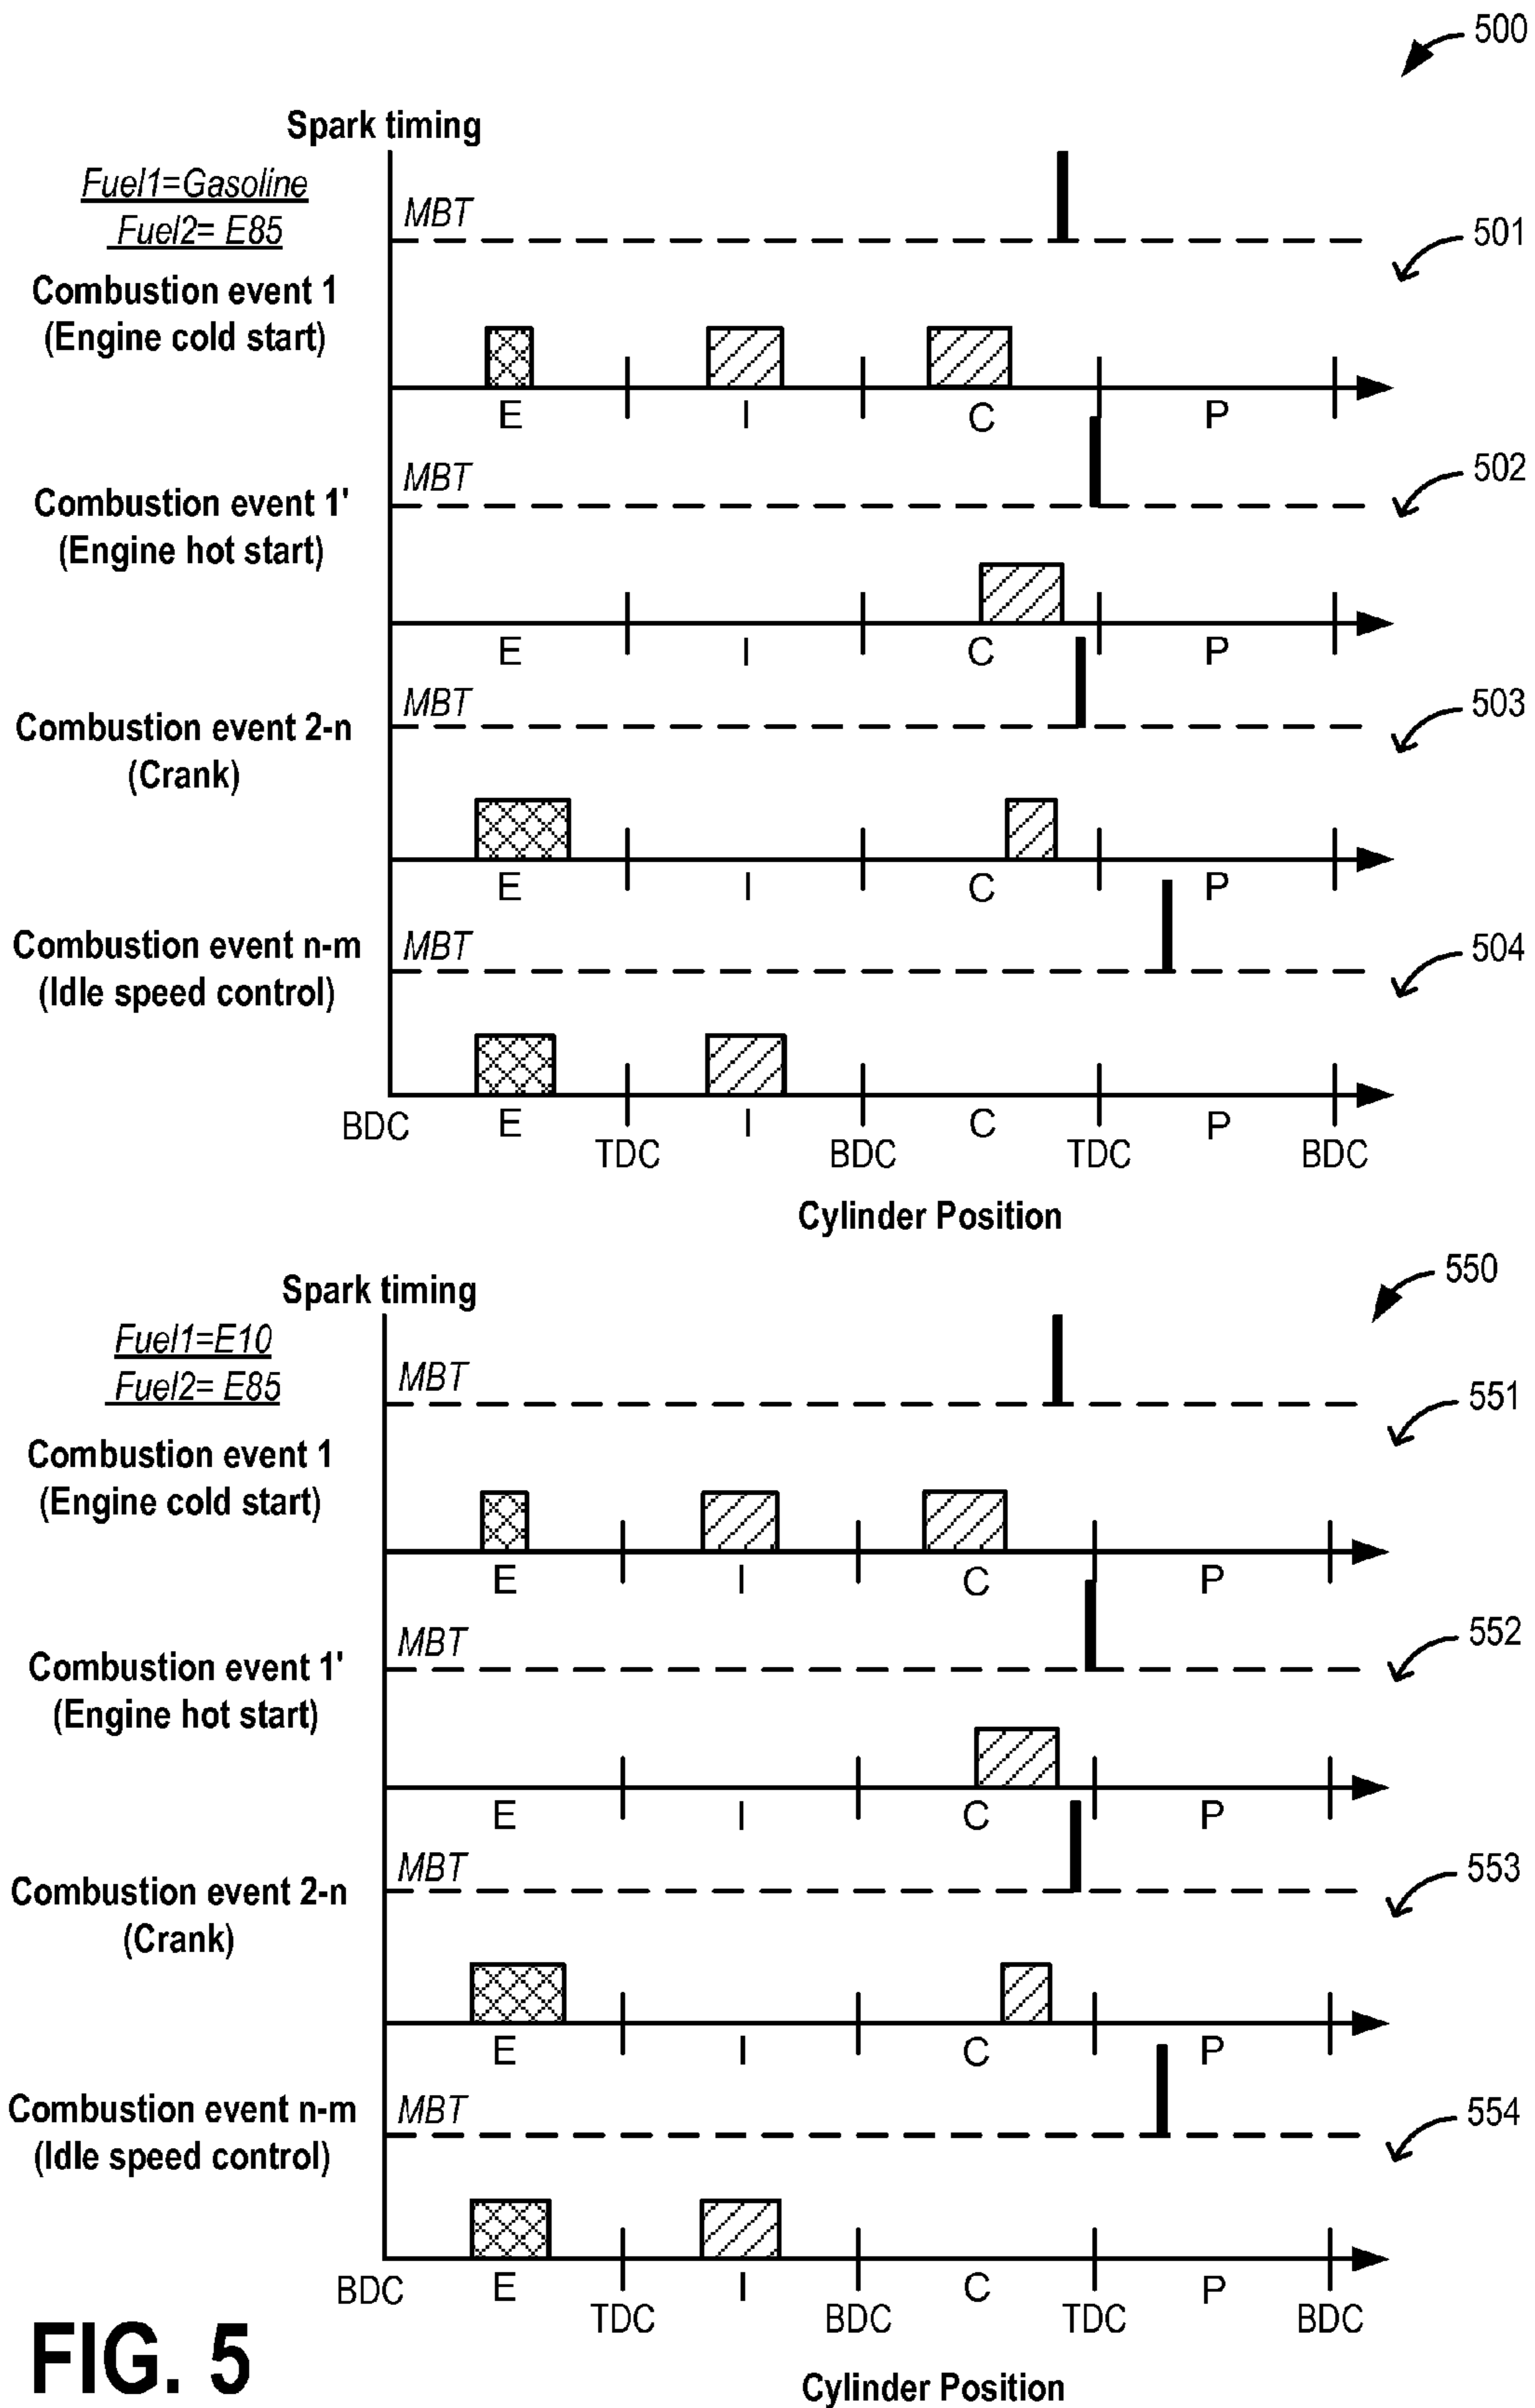 500
Spark timing
Fuel1=Gasoline
Fuel2= E85
MBT
501
Combustion event 1
(Engine cold start)
E I C P
MBT
502
Combustion event 1'
(Engine hot start)
E I C P
MBT
503
Combustion event 2-n
(Crank)
E I C P
MBT
504
Combustion event n-m
(Idle speed control)
BDC E TDC I BDC C TDC P BDC
Cylinder Position
550
Spark timing
Fuel1=E10
Fuel2= E85
MBT
551
Combustion event 1
(Engine cold start)
E I C P
MBT
552
Combustion event 1'
(Engine hot start)
E I C P
MBT
553
Combustion event 2-n
(Crank)
E I C P
MBT
554
Combustion event n-m
(Idle speed control)
BDC E TDC I BDC C TDC P BDC
FIG. 5
Cylinder Position